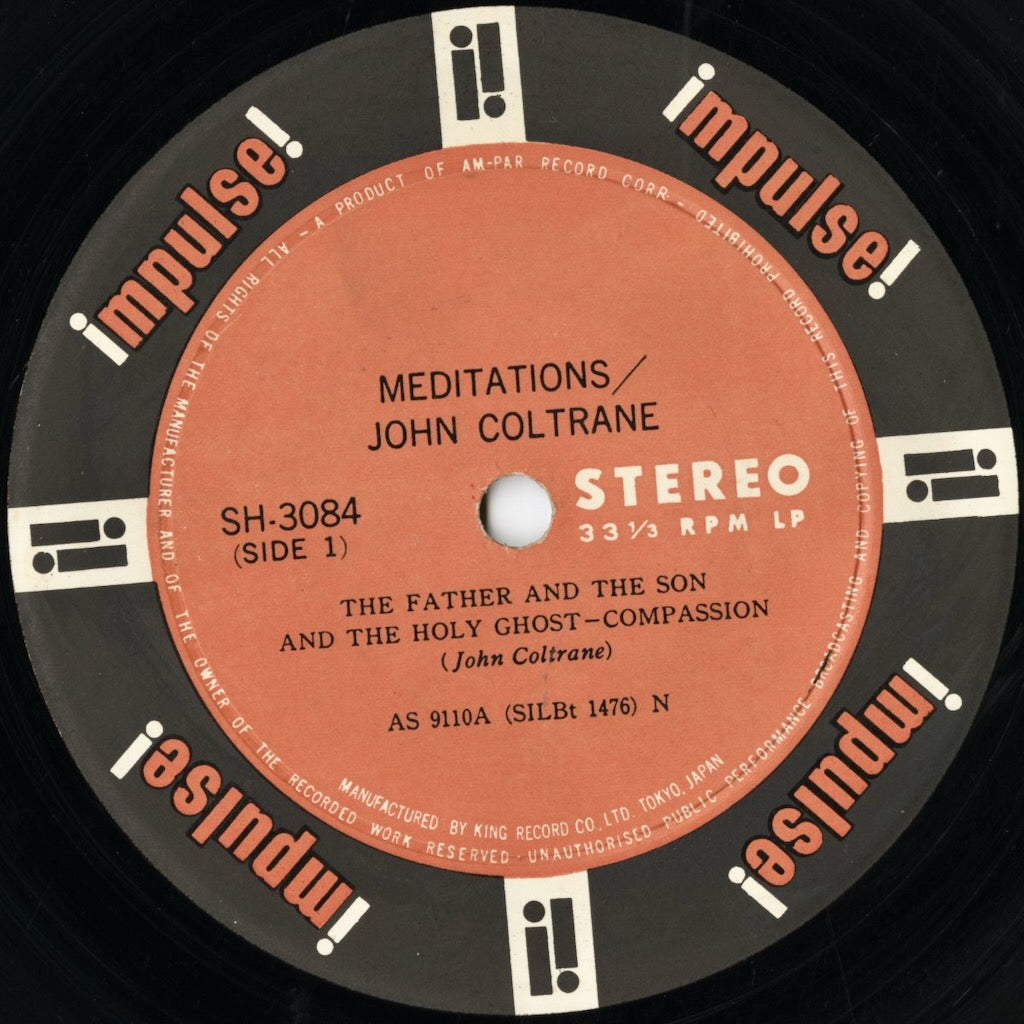 MEDITATIONS/
JOHN COLTRANE
STEREO
33 1/3 RPM LP
SH-3084
(SIDE 1)
THE FATHER AND THE SON
AND THE HOLY GHOST–COMPASSION
(John Coltrane)
AS 9110A (SILBt 1476) N
MANUFACTURED BY KING RECORD CO., LTD. TOKYO, JAPAN
A PRODUCT OF AM-PAR RECORD CORP. - ALL RIGHTS OF THE MANUFACTURER AND OF THE OWNER OF THE RECORDED WORK RESERVED · UNAUTHORISED PUBLIC PERFORMANCE · BROADCASTING AND COPYING OF THIS RECORD PROHIBITED
impulse!
impulse!
impulse!
impulse!
i!
i!
i!
i!